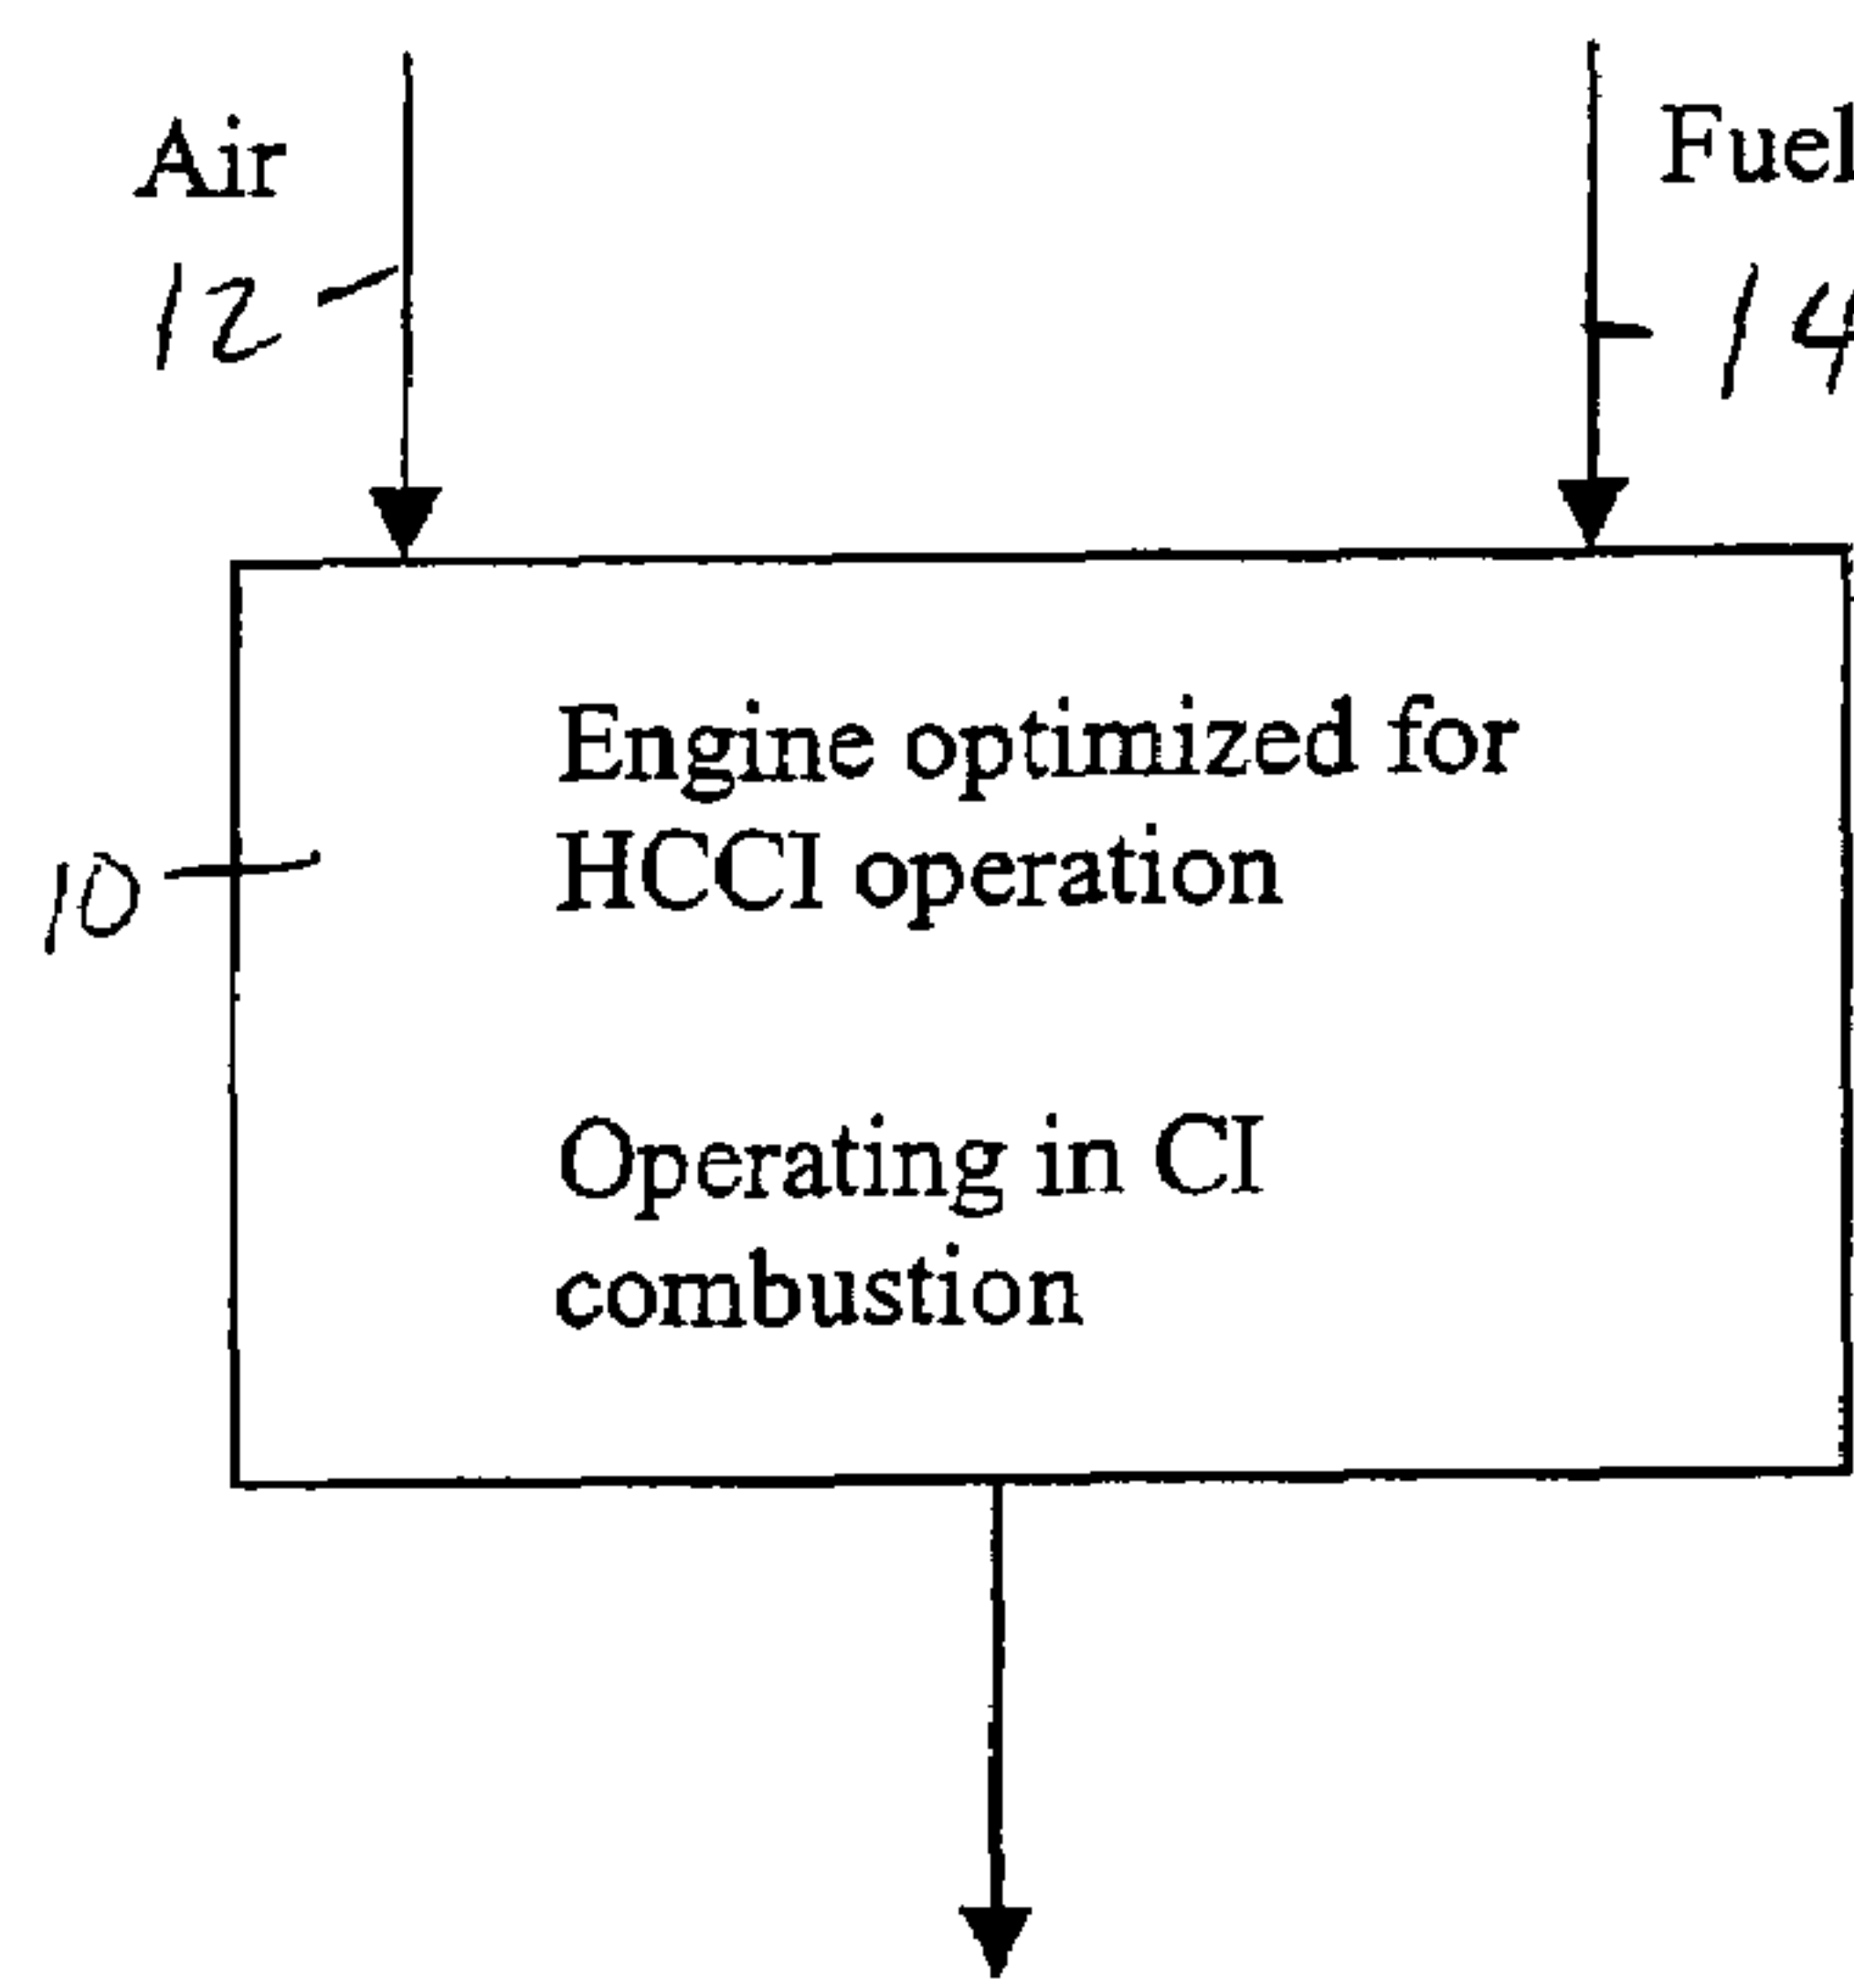 Air
Fuel
12
14
Engine optimized for
HCCI operation
10
Operating in CI
combustion